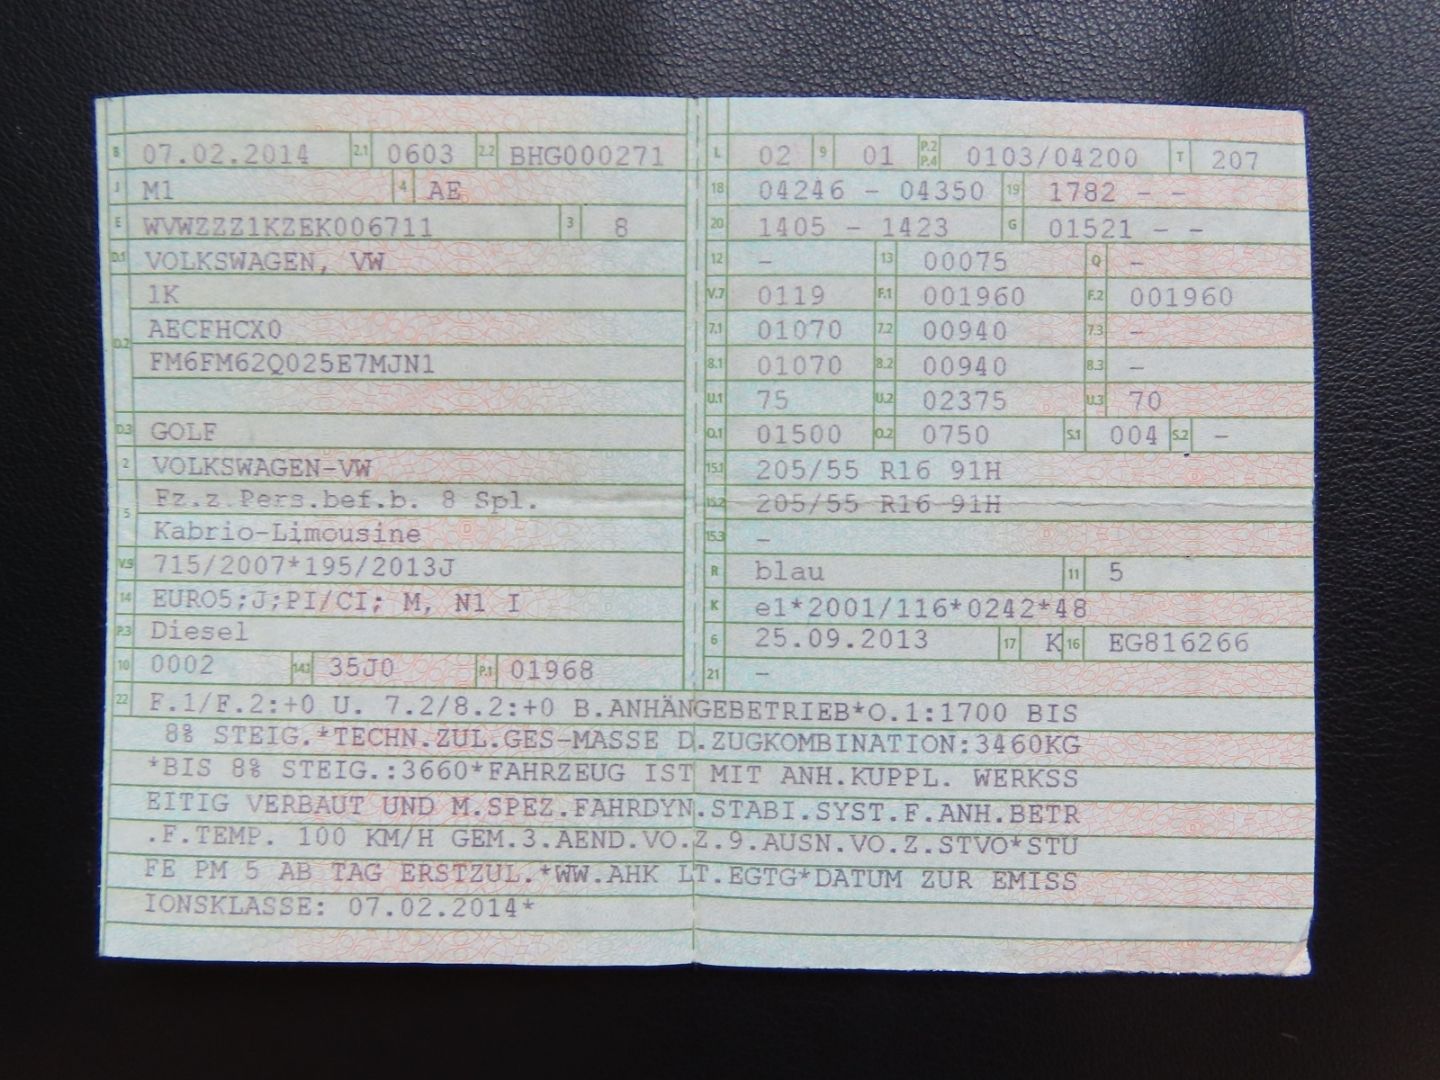 B 07.02.2014 2.1 0603 2.2 BHG000271
J M1 4 AE
E WVWZZZ1KZEK006711 3 8
D.1 VOLKSWAGEN, VW
1K
D.2 AECFHCX0
FM6FM62Q025E7MJN1
D.3 GOLF
2 VOLKSWAGEN-VW
5 Fz.z.Pers.bef.b. 8 Spl.
Kabrio-Limousine
V.9 715/2007*195/2013J
14 EURO5;J;PI/CI; M, N1 I
P.3 Diesel
10 0002 14.1 35J0 P.1 01968
L 02 9 01 P.2 P.4 0103/04200 T 207
18 04246 - 04350 19 1782 - -
20 1405 - 1423 G 01521 - -
12 - 13 00075 Q -
V.7 0119 F.1 001960 F.2 001960
7.1 01070 7.2 00940 7.3 -
8.1 01070 8.2 00940 8.3 -
U.1 75 U.2 02375 U.3 70
O.1 01500 O.2 0750 S.1 004 S.2 -
15.1 205/55 R16 91H
15.2 205/55 R16 91H
15.3 -
R blau 11 5
K e1*2001/116*0242*48
6 25.09.2013 17 K 16 EG816266
21 -
22 F.1/F.2:+0 U. 7.2/8.2:+0 B.ANHÄNGEBETRIEB*O.1:1700 BIS
8% STEIG.*TECHN.ZUL.GES-MASSE D.ZUGKOMBINATION:3460KG
*BIS 8% STEIG.:3660*FAHRZEUG IST MIT ANH.KUPPL. WERKSS
EITIG VERBAUT UND M.SPEZ.FAHRDYN.STABI.SYST.F.ANH.BETR
.F.TEMP. 100 KM/H GEM.3.AEND.VO.Z.9.AUSN.VO.Z.STVO*STU
FE PM 5 AB TAG ERSTZUL.*WW.AHK LT.EGTG*DATUM ZUR EMISS
IONSKLASSE: 07.02.2014*